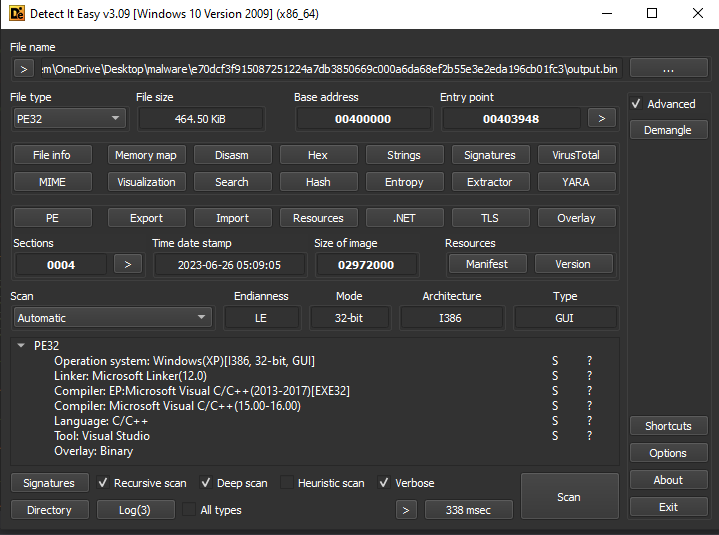 Detect It Easy v3.09 [Windows 10 Version 2009] (x86_64)
File name
> :m\OneDrive\Desktop\malware\e70dcf3f915087251224a7db3850669c000a6da68ef2b55e3e2eda196cb01fc3\output.bin ...
File type File size Base address Entry point
PE32 464.50 KiB 00400000 00403948 >
Advanced
Demangle
File info Memory map Disasm Hex Strings Signatures VirusTotal
MIME Visualization Search Hash Entropy Extractor YARA
PE Export Import Resources .NET TLS Overlay
Sections Time date stamp Size of image Resources
0004 > 2023-06-26 05:09:05 02972000 Manifest Version
Scan Endianness Mode Architecture Type
Automatic LE 32-bit I386 GUI
PE32
Operation system: Windows(XP)[I386, 32-bit, GUI] S ?
Linker: Microsoft Linker(12.0) S ?
Compiler: EP:Microsoft Visual C/C++(2013-2017)[EXE32] S ?
Compiler: Microsoft Visual C/C++(15.00-16.00) S ?
Language: C/C++ S ?
Tool: Visual Studio S ?
Overlay: Binary
Shortcuts
Options
About
Exit
Signatures Recursive scan Deep scan Heuristic scan Verbose
Directory Log(3) All types > 338 msec Scan